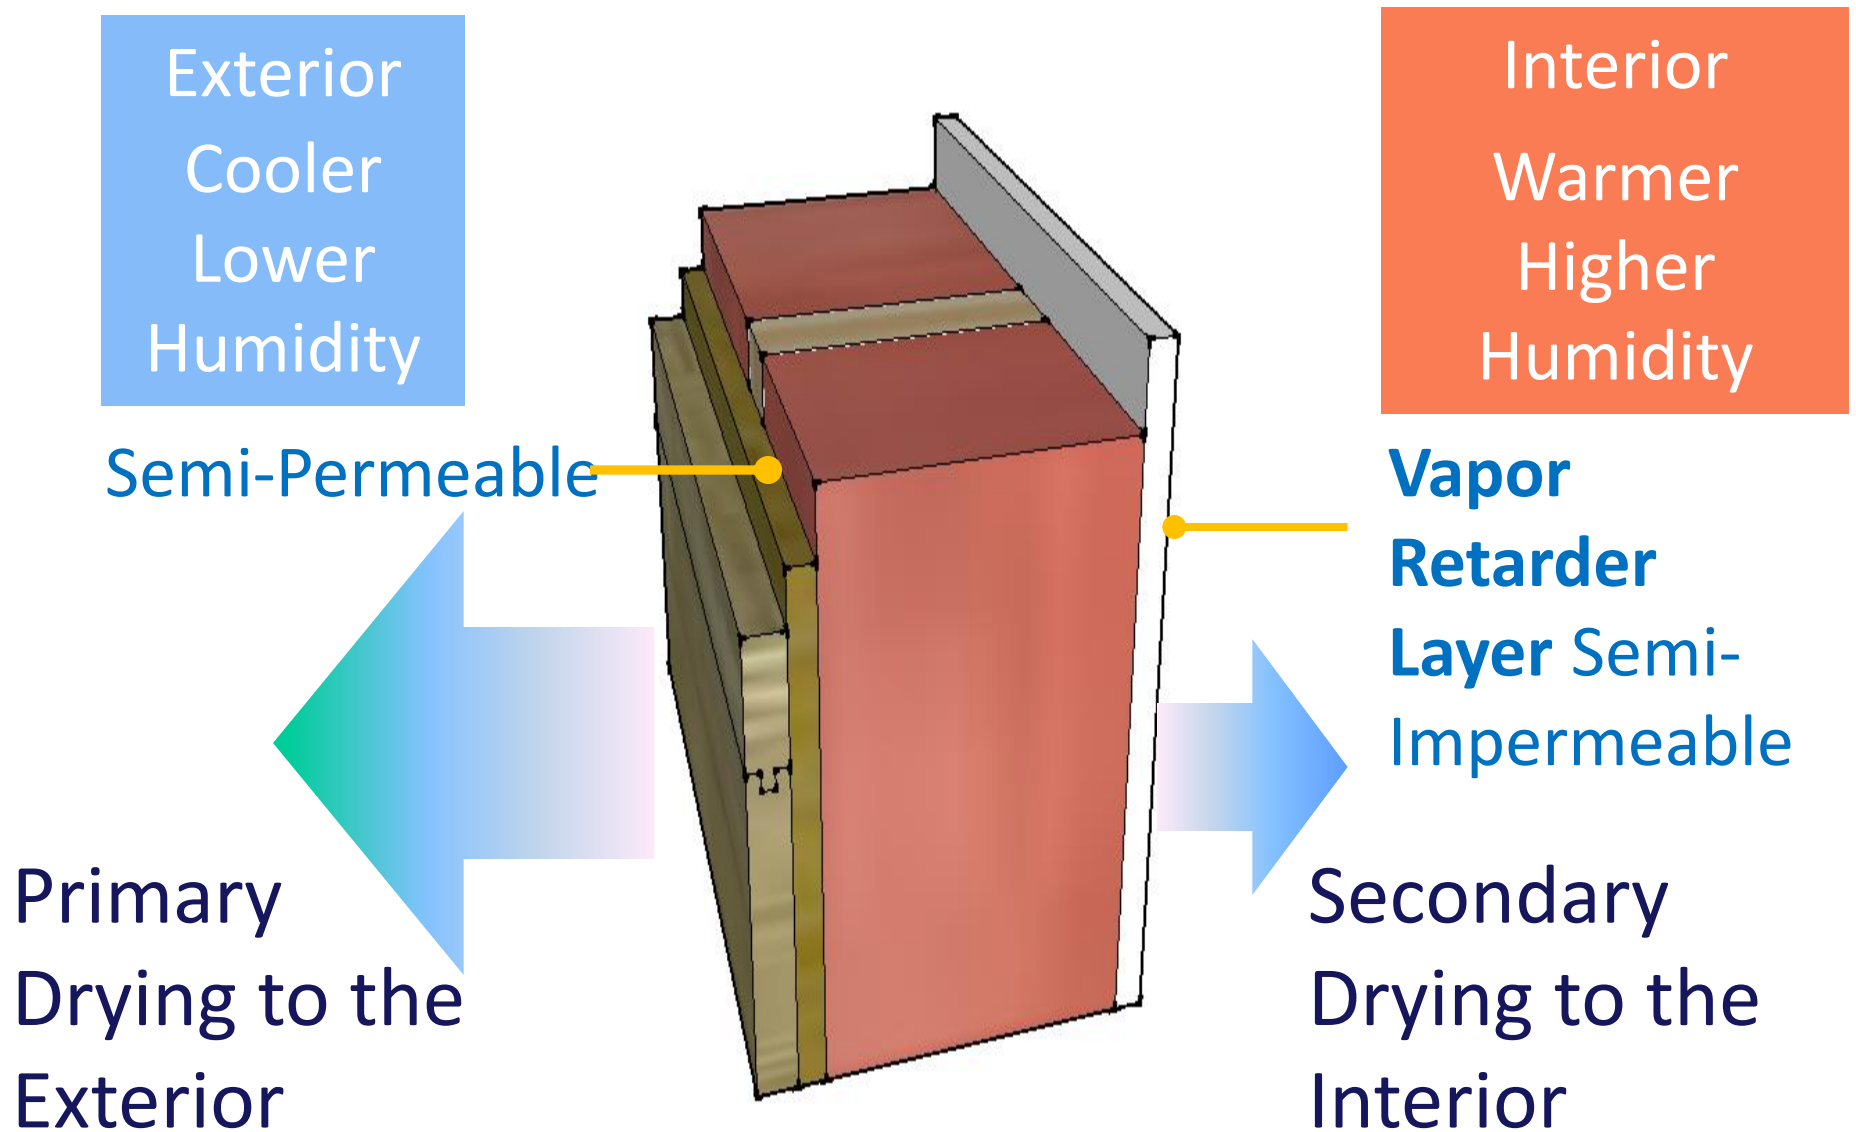 Exterior
Cooler
Lower
Humidity
Interior
Warmer
Higher
Humidity
Semi-Permeable
Vapor
Retarder
Layer Semi-
Impermeable
Primary
Drying to the
Exterior
Secondary
Drying to the
Interior